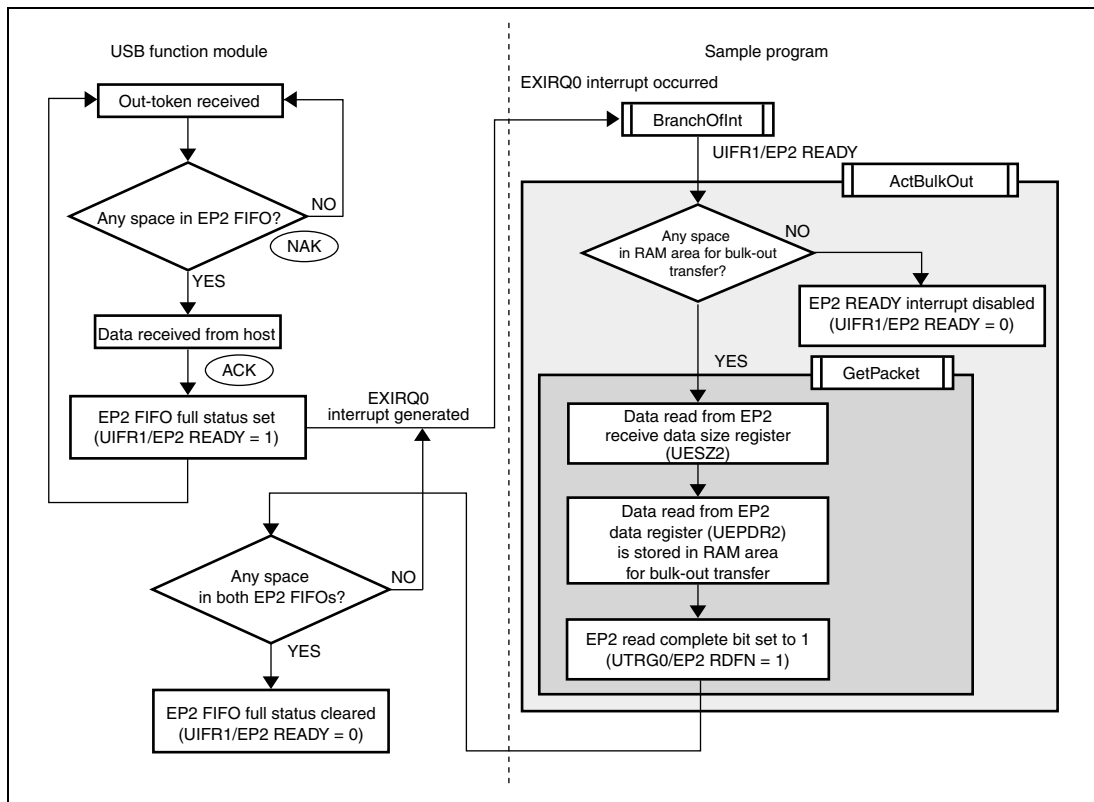 USB function module
Out-token received
Any space in EP2 FIFO?
NO
NAK
YES
Data received from host
ACK
EP2 FIFO full status set
(UIFR1/EP2 READY = 1)
EXIRQ0
interrupt generated
Any space
in both EP2 FIFOs?
NO
YES
EP2 FIFO full status cleared
(UIFR1/EP2 READY = 0)
Sample program
EXIRQ0 interrupt occurred
BranchOfInt
UIFR1/EP2 READY
ActBulkOut
Any space
in RAM area for bulk-out
transfer?
NO
EP2 READY interrupt disabled
(UIFR1/EP2 READY = 0)
YES
GetPacket
Data read from EP2
receive data size register
(UESZ2)
Data read from EP2
data register (UEPDR2)
is stored in RAM area
for bulk-out transfer
EP2 read complete bit set to 1
(UTRG0/EP2 RDFN = 1)